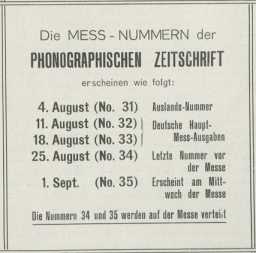 Die MESS - NUMMERN der
PHONOGRAPHISCHEN ZEITSCHRIFT
erscheinen wie folgt:
4. August (No. 31) Auslands-Nummer
11. August (No. 32) Deutsche Haupt-
18. August (No. 33) Mess-Ausgaben
25. August (No. 34) Letzte Nummer vor
der Messe
1. Sept. (No. 35) Erscheint am Mitt-
woch der Messe
Die Nummern 34 und 35 werden auf der Messe verteilt